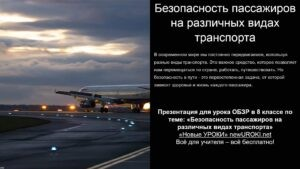 Безопасность пассажиров
на различных видах
транспорта
В современном мире мы постоянно передвигаемся, используя
разные виды транспорта. Это важное средство, которое позволяет
нам перемещаться по стране, работать, путешествовать. Но
безопасность в пути - это первостепенная задача, от которой
зависит здоровье и жизнь каждого пассажира.
Презентация для урока ОБЗР в 8 классе по
теме: «Безопасность пассажиров на
различных видах транспорта»
«Новые УРОКИ» newUROKI.net
Всё для учителя – всё бесплатно!